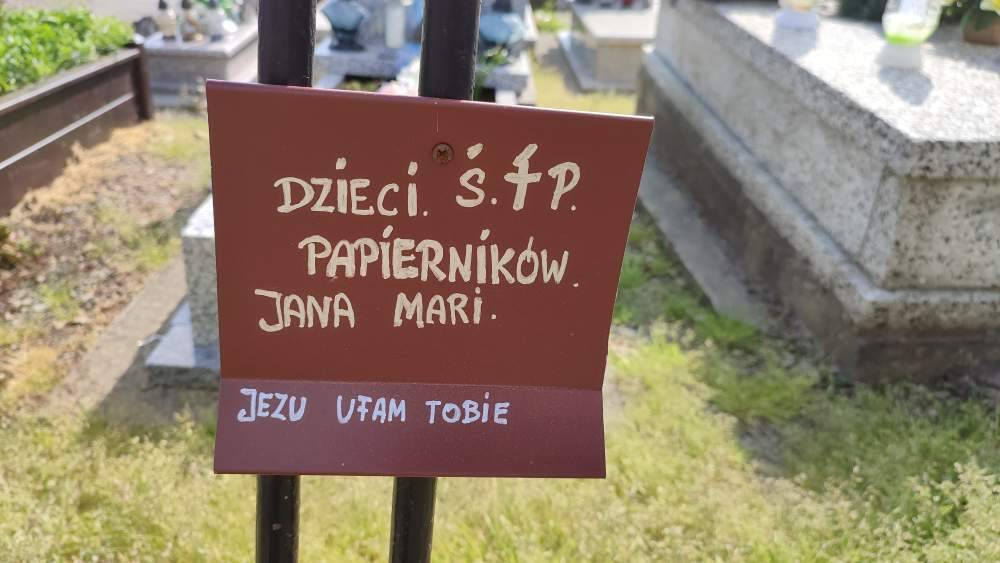 DZIECI. Ś.†P.
PAPIERNIKÓW.
JANA MARI.
JEZU UFAM TOBIE